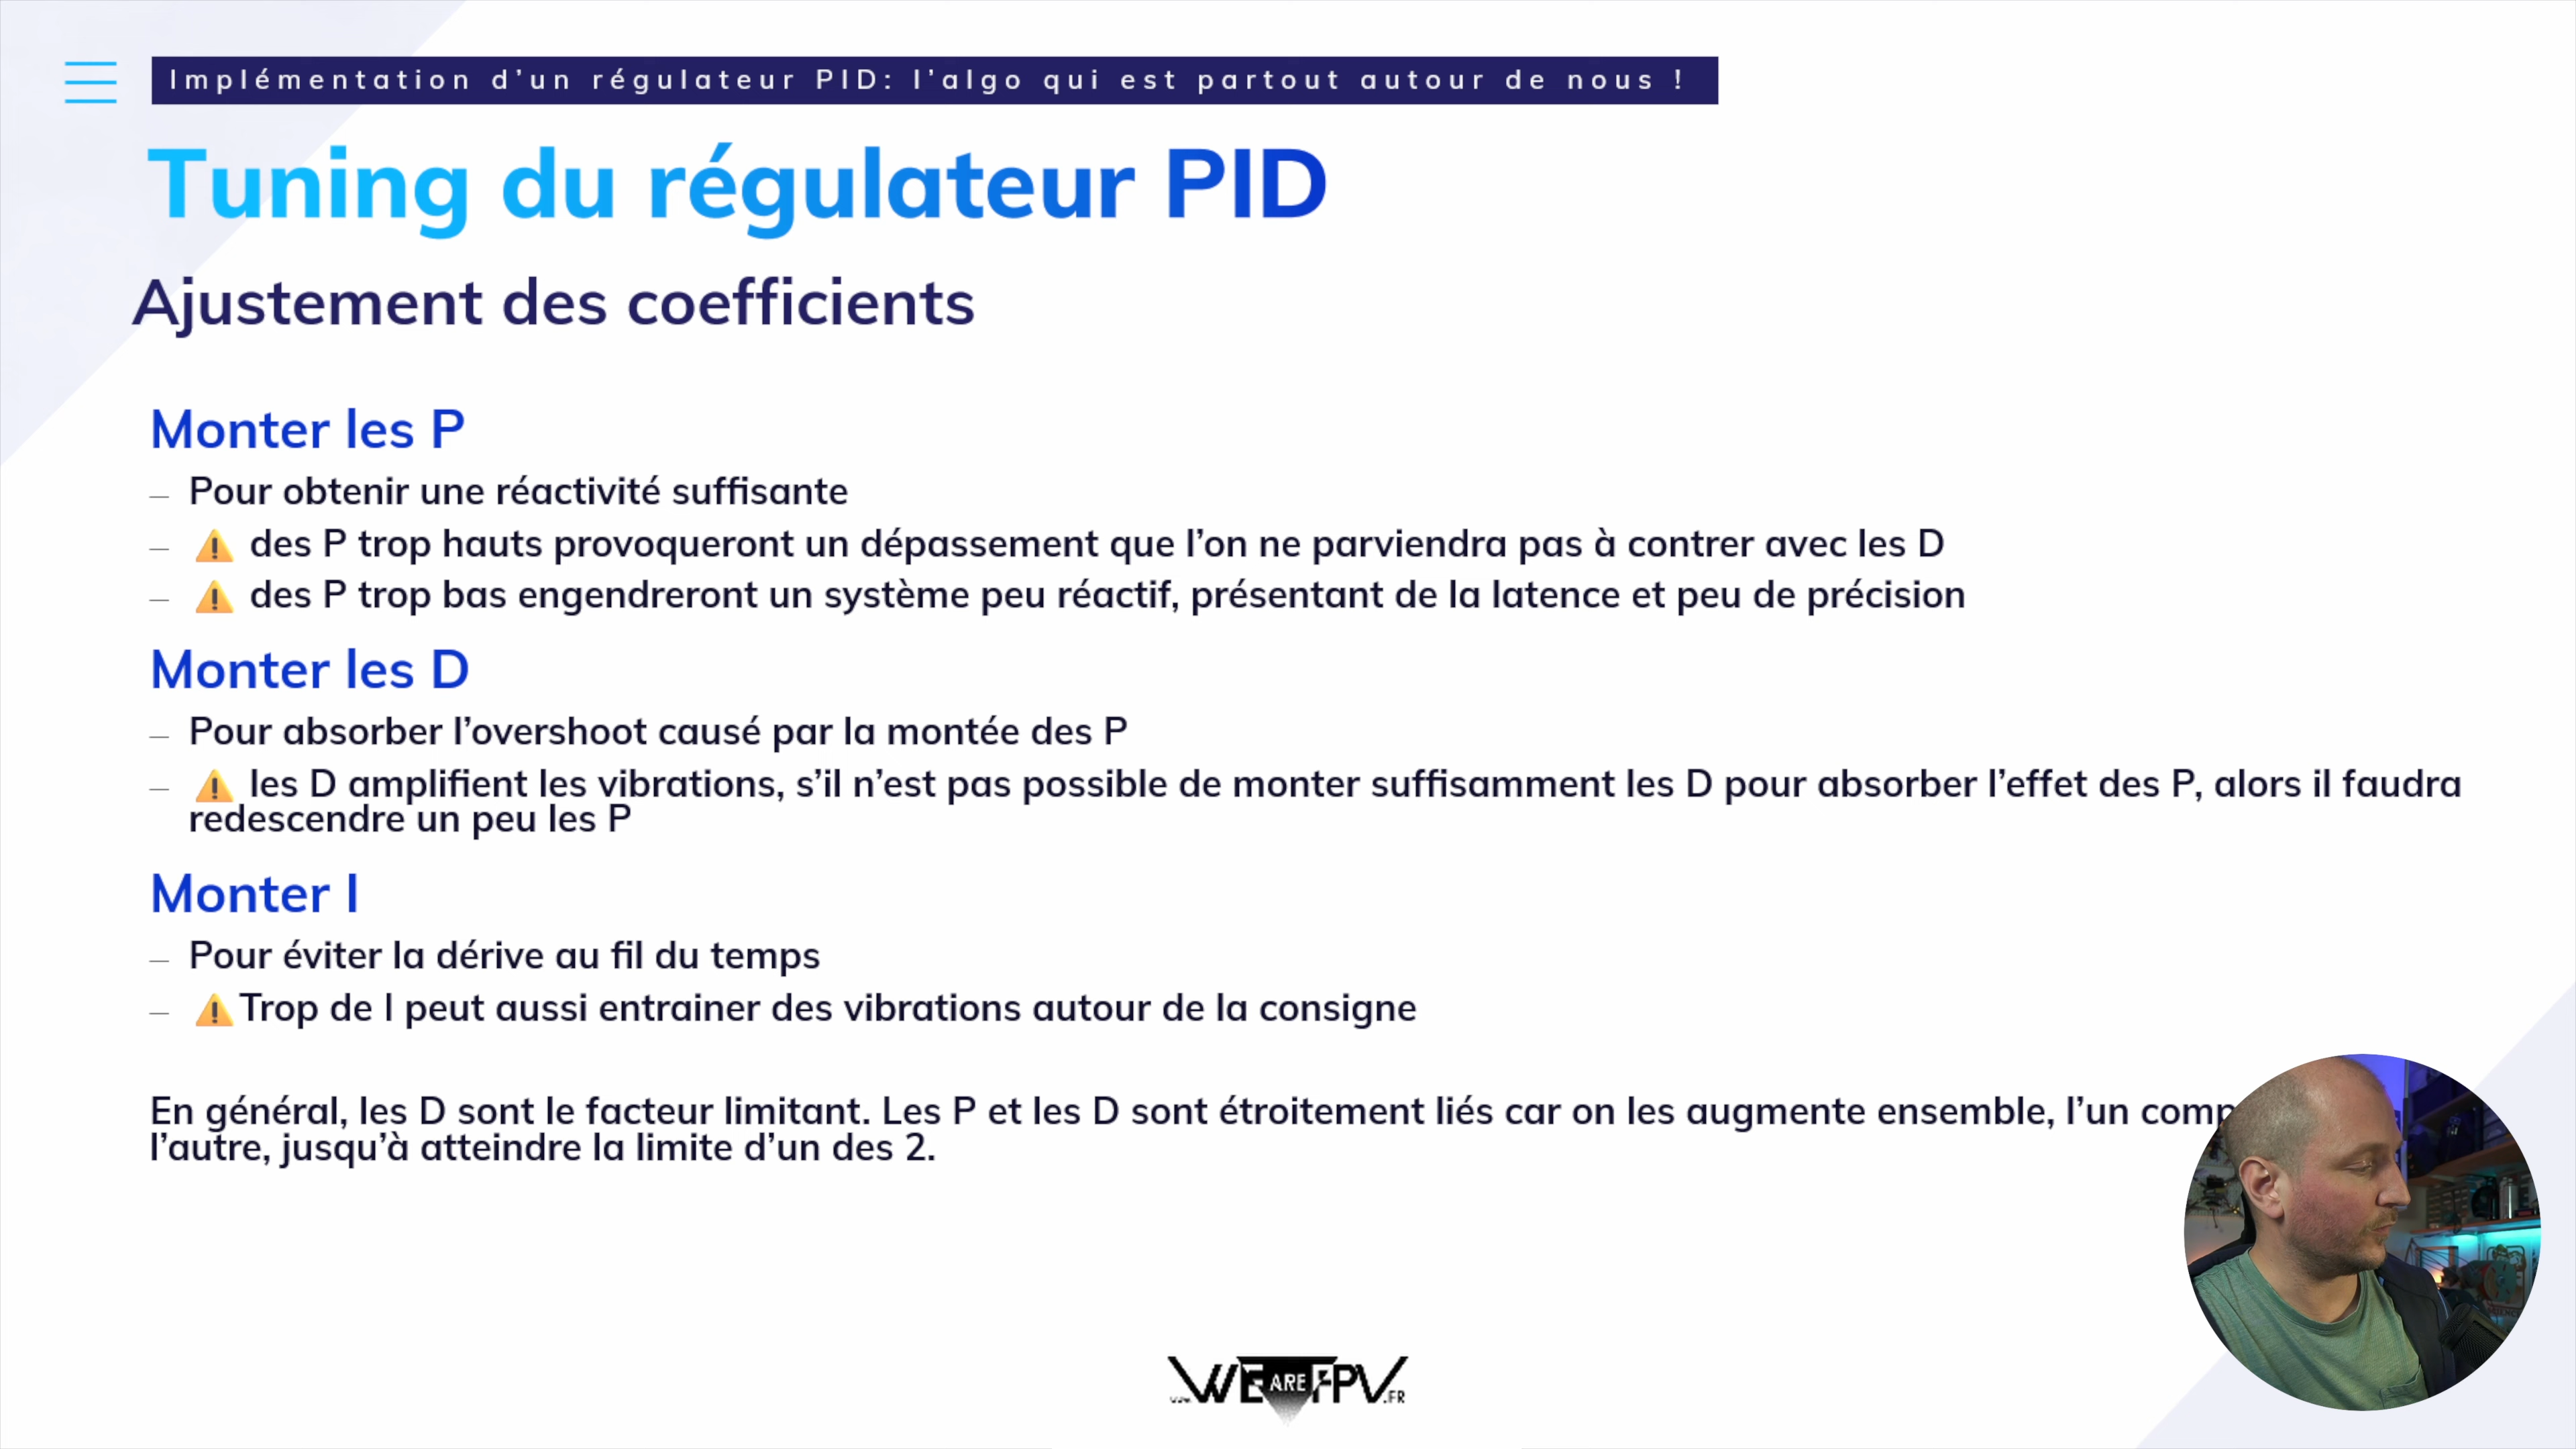 Implémentation d’un régulateur PID: l’algo qui est partout autour de nous !
Tuning du régulateur PID
Ajustement des coefficients
Monter les P
– Pour obtenir une réactivité suffisante
– ⚠️ des P trop hauts provoqueront un dépassement que l’on ne parviendra pas à contrer avec les D
– ⚠️ des P trop bas engendreront un système peu réactif, présentant de la latence et peu de précision
Monter les D
– Pour absorber l’overshoot causé par la montée des P
– ⚠️ les D amplifient les vibrations, s’il n’est pas possible de monter suffisamment les D pour absorber l’effet des P, alors il faudra
redescendre un peu les P
Monter I
– Pour éviter la dérive au fil du temps
– ⚠️Trop de I peut aussi entrainer des vibrations autour de la consigne
En général, les D sont le facteur limitant. Les P et les D sont étroitement liés car on les augmente ensemble, l’un
l’autre, jusqu’à atteindre la limite d’un des 2.
www. WE ARE FPV .FR